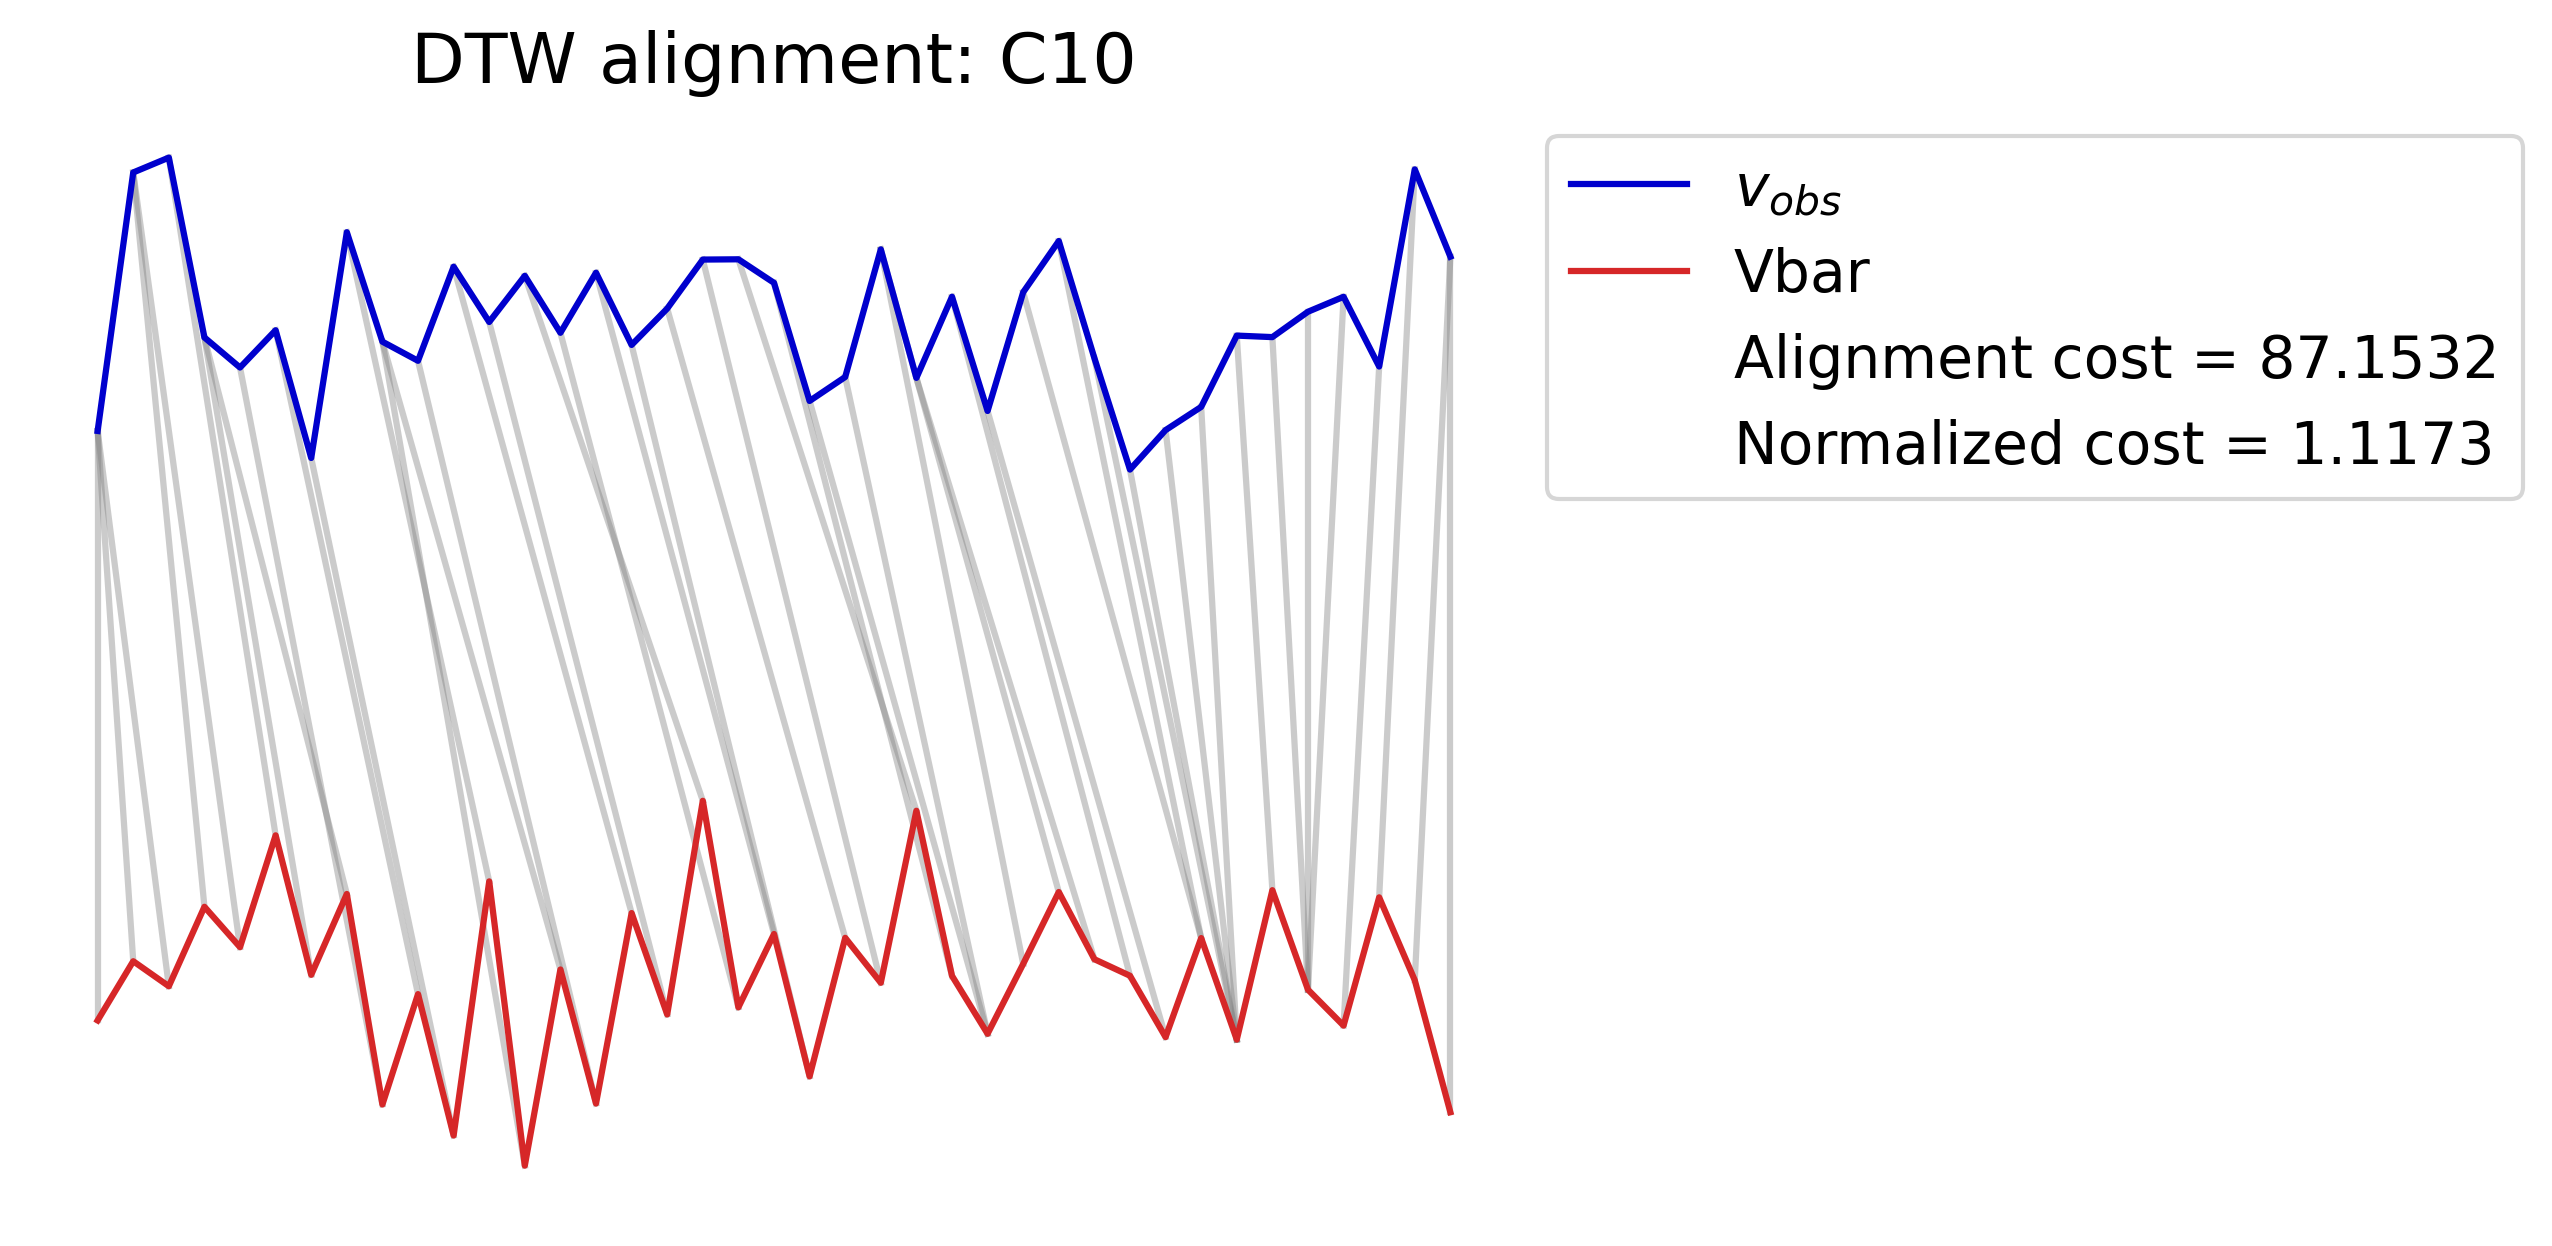 DTW alignment: C10
v_obs
Vbar
Alignment cost = 87.1532
Normalized cost = 1.1173